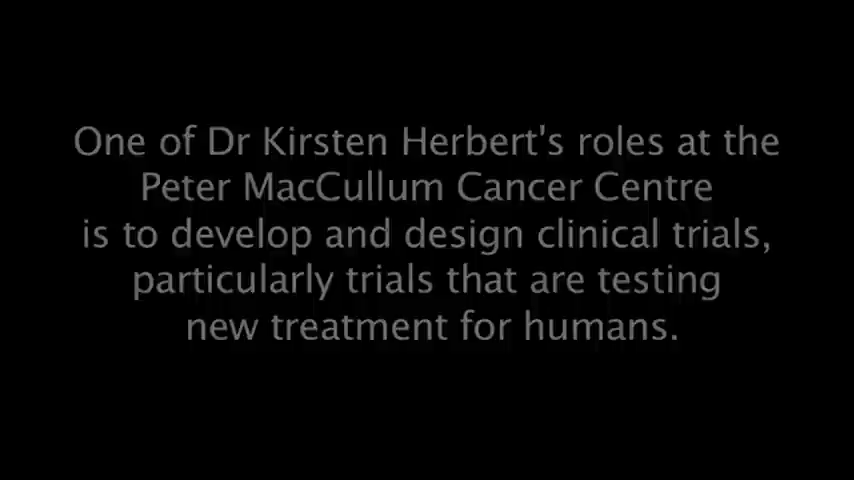 One of Dr Kirsten Herbert's roles at the
Peter MacCullum Cancer Centre
is to develop and design clinical trials,
particularly trials that are testing
new treatment for humans.